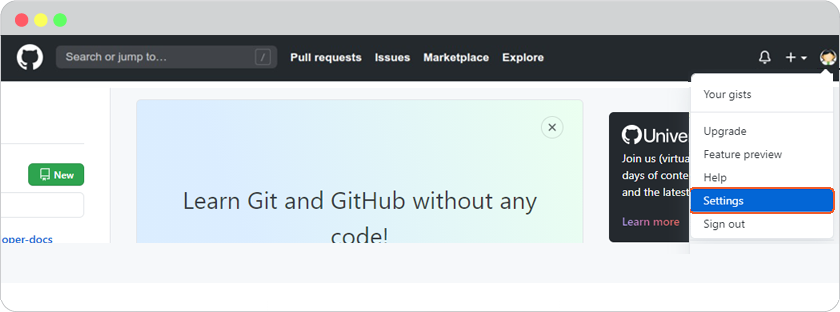 Search or jump to... /
Pull requests Issues Marketplace Explore
Your gists
Upgrade
Feature preview
Help
Settings
Sign out
New
oper-docs
Learn Git and GitHub without any
code!
Unive
Join us (virtua
days of conte
and the latest
Learn more